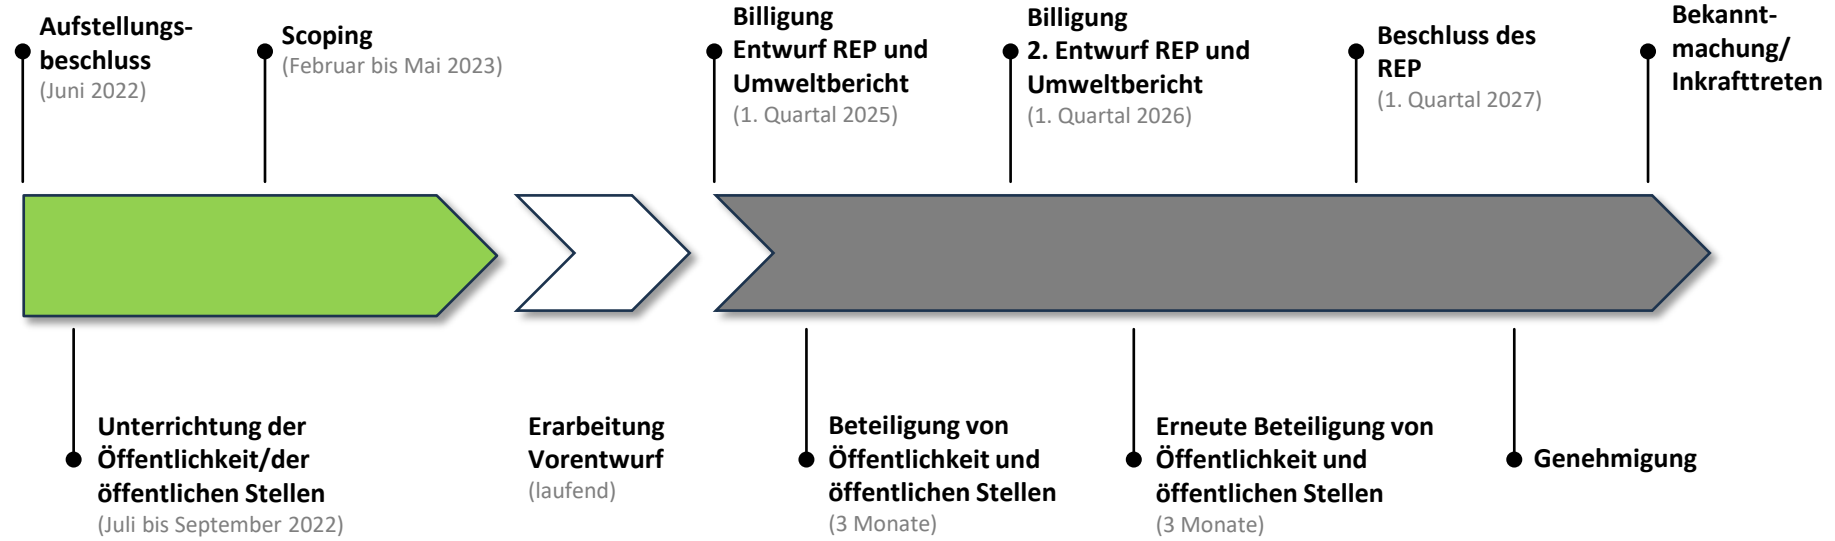 Aufstellungs-
beschluss
(Juni 2022)
Scoping
(Februar bis Mai 2023)
Billigung
Entwurf REP und
Umweltbericht
(1. Quartal 2025)
Billigung
2. Entwurf REP und
Umweltbericht
(1. Quartal 2026)
Beschluss des
REP
(1. Quartal 2027)
Bekannt-
machung/
Inkrafttreten
Unterrichtung der
Öffentlichkeit/der
öffentlichen Stellen
(Juli bis September 2022)
Erarbeitung
Vorentwurf
(laufend)
Beteiligung von
Öffentlichkeit und
öffentlichen Stellen
(3 Monate)
Erneute Beteiligung von
Öffentlichkeit und
öffentlichen Stellen
(3 Monate)
Genehmigung